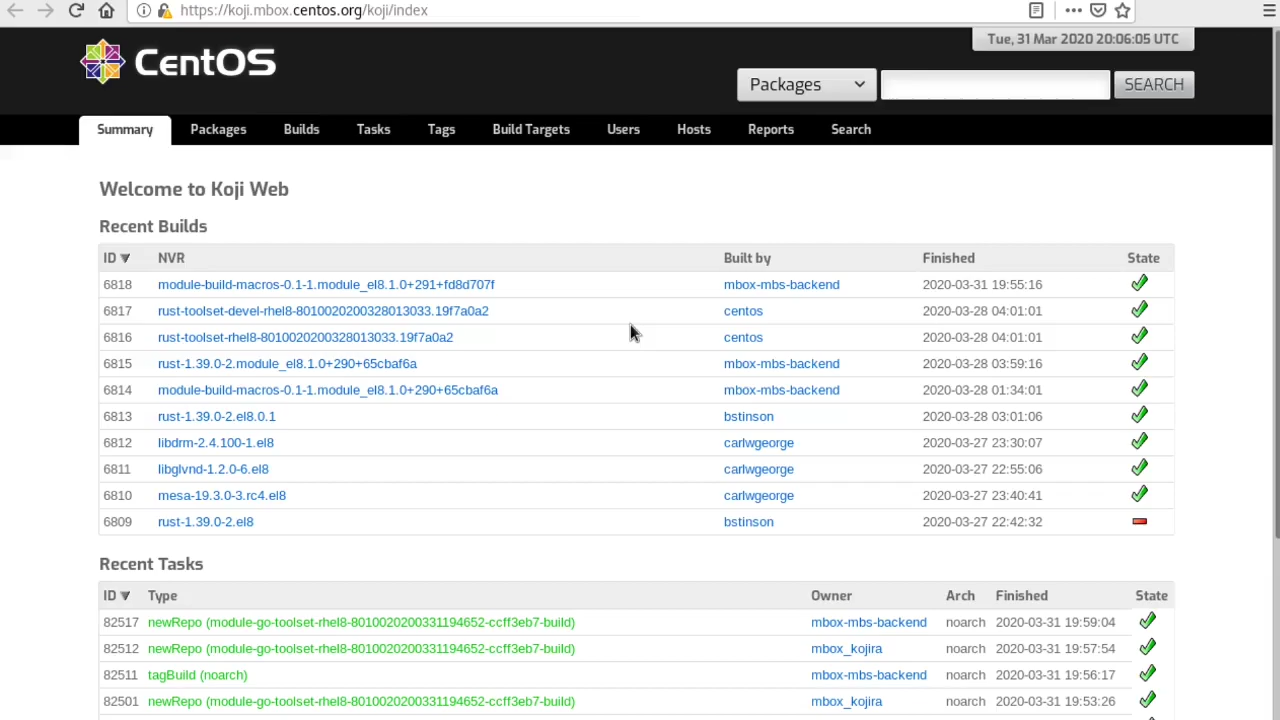 https://koji.mbox.centos.org/koji/index
Tue, 31 Mar 2020 20:06:05 UTC
CentOS
Packages SEARCH
Summary Packages Builds Tasks Tags Build Targets Users Hosts Reports Search
Welcome to Koji Web
Recent Builds
ID NVR Built by Finished State
6818 module-build-macros-0.1-1.module_el8.1.0+291+fd8d707f mbox-mbs-backend 2020-03-31 19:55:16
6817 rust-toolset-devel-rhel8-8010020200328013033.19f7a0a2 centos 2020-03-28 04:01:01
6816 rust-toolset-rhel8-8010020200328013033.19f7a0a2 centos 2020-03-28 04:01:01
6815 rust-1.39.0-2.module_el8.1.0+290+65cbaf6a mbox-mbs-backend 2020-03-28 03:59:16
6814 module-build-macros-0.1-1.module_el8.1.0+290+65cbaf6a mbox-mbs-backend 2020-03-28 01:34:01
6813 rust-1.39.0-2.el8.0.1 bstinson 2020-03-28 03:01:06
6812 libdrm-2.4.100-1.el8 carlwgeorge 2020-03-27 23:30:07
6811 libglvnd-1.2.0-6.el8 carlwgeorge 2020-03-27 22:55:06
6810 mesa-19.3.0-3.rc4.el8 carlwgeorge 2020-03-27 23:40:41
6809 rust-1.39.0-2.el8 bstinson 2020-03-27 22:42:32
Recent Tasks
ID Type Owner Arch Finished State
82517 newRepo (module-go-toolset-rhel8-8010020200331194652-ccff3eb7-build) mbox-mbs-backend noarch 2020-03-31 19:59:04
82512 newRepo (module-go-toolset-rhel8-8010020200331194652-ccff3eb7-build) mbox_kojira noarch 2020-03-31 19:57:54
82511 tagBuild (noarch) mbox-mbs-backend noarch 2020-03-31 19:56:17
82501 newRepo (module-go-toolset-rhel8-8010020200331194652-ccff3eb7-build) mbox_kojira noarch 2020-03-31 19:53:26